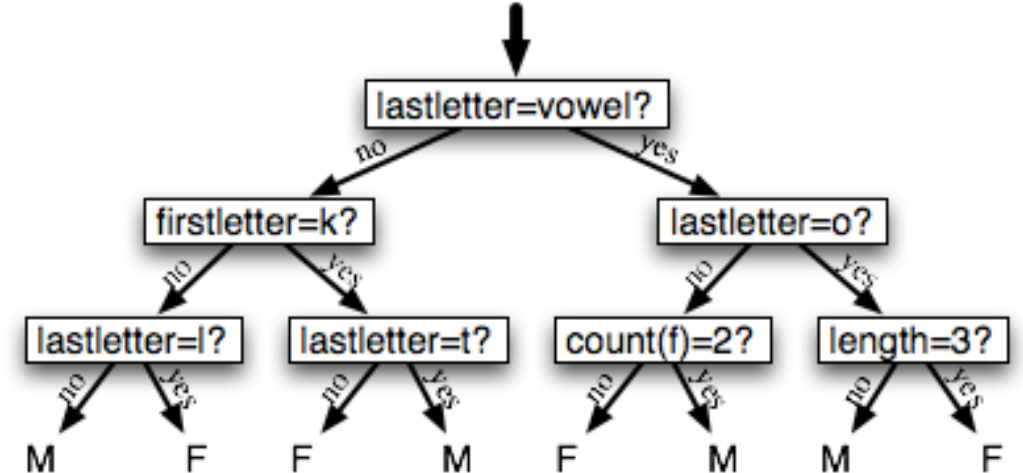 lastletter=vowel?
no yes
firstletter=k? lastletter=o?
no yes no yes
lastletter=l? lastletter=t? count(f)=2? length=3?
no yes no yes no yes no yes
M F F M F M M F